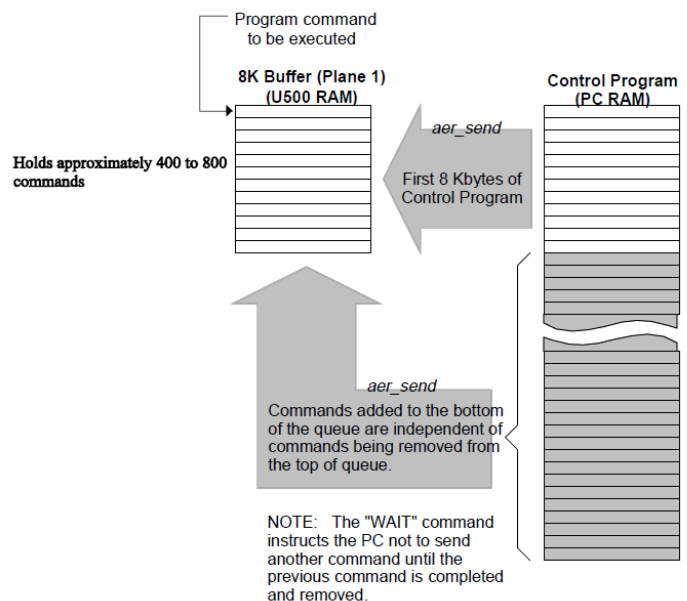 Program command
to be executed
8K Buffer (Plane 1)
(U500 RAM)
Control Program
(PC RAM)
Holds approximately 400 to 800
commands
aer_send
First 8 Kbytes of
Control Program
aer_send
Commands added to the bottom
of the queue are independent of
commands being removed from
the top of queue.
NOTE: The "WAIT" command
instructs the PC not to send
another command until the
previous command is completed
and removed.